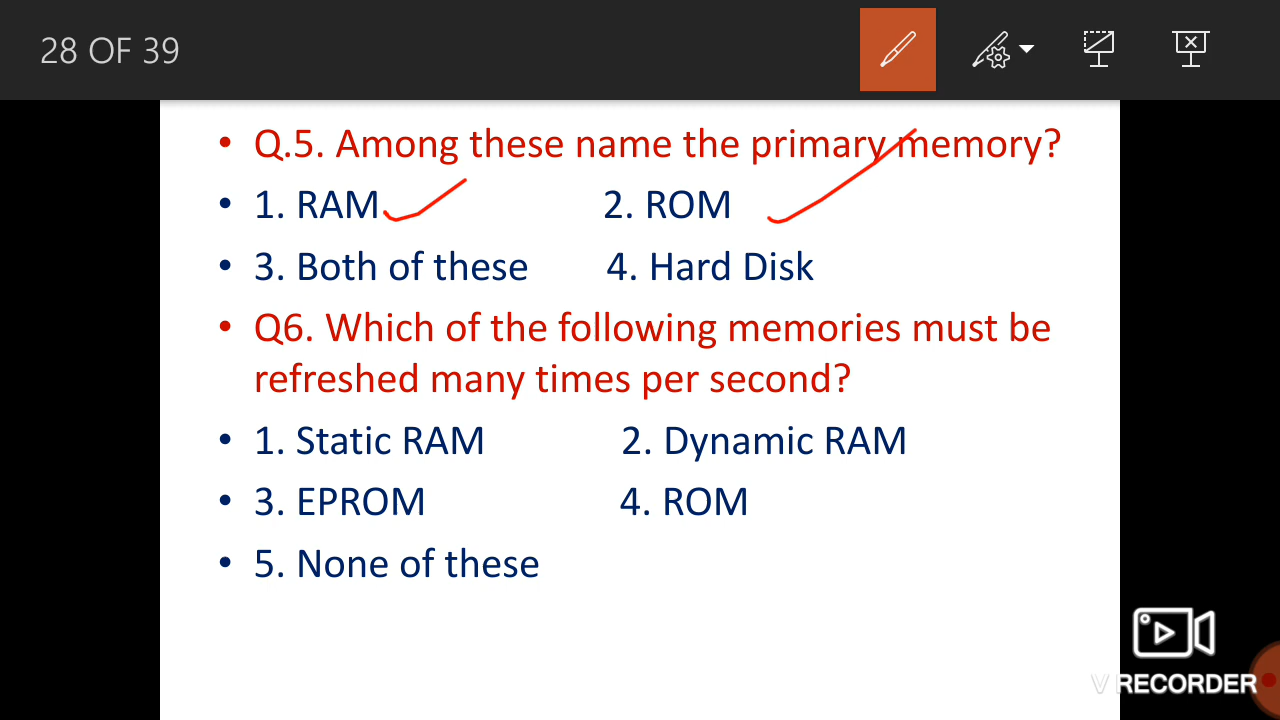 28 OF 39
• Q.5. Among these name the primary memory?
• 1. RAM 2. ROM
• 3. Both of these 4. Hard Disk
• Q6. Which of the following memories must be
refreshed many times per second?
• 1. Static RAM 2. Dynamic RAM
• 3. EPROM 4. ROM
• 5. None of these
V RECORDER